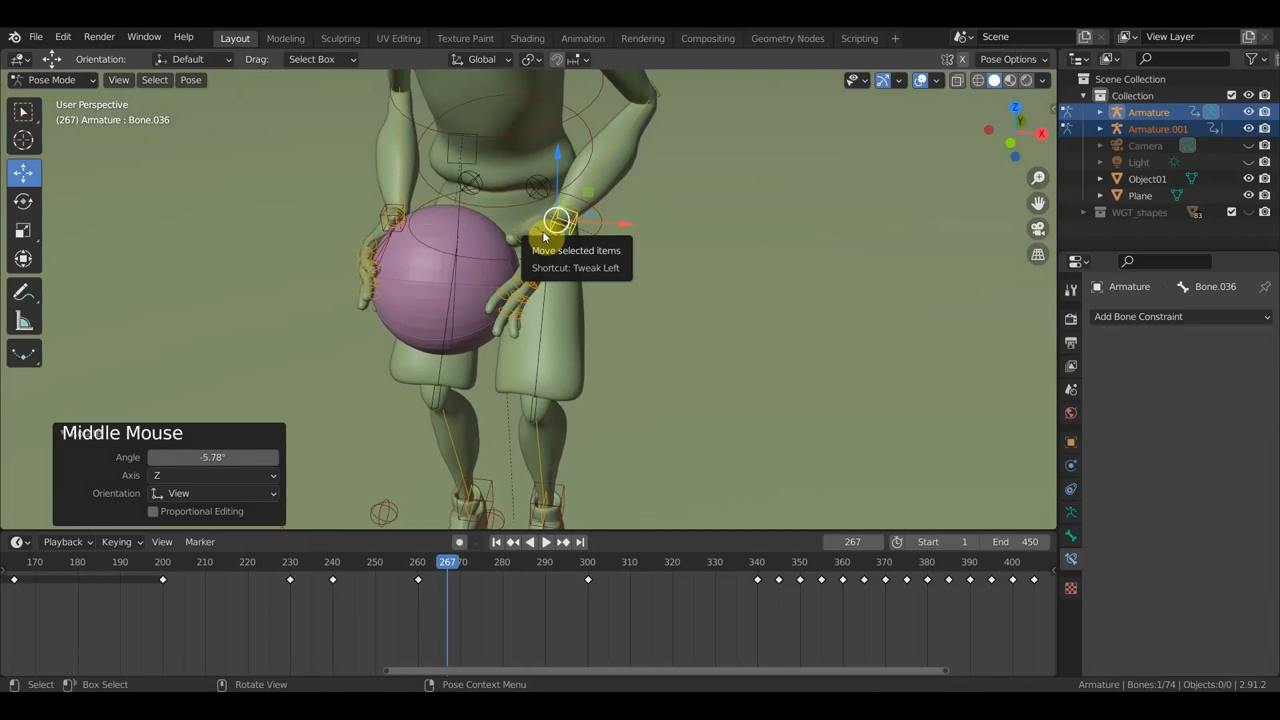 File Edit Render Window Help Layout Modeling Sculpting UV Editing Texture Paint Shading Animation Rendering Compositing Geometry Nodes Scripting + Scene View Layer
Orientation: Default Drag: Select Box Global X Pose Options
Pose Mode View Select Pose
User Perspective
(267) Armature : Bone.036
Z
Y
X
Scene Collection
Collection
Armature
Armature.001
Camera
Light
Object01
Plane
WGT_shapes 83
Move selected items
Shortcut: Tweak Left
Armature Bone.036
Add Bone Constraint
Middle Mouse
Angle -5.78°
Axis Z
Orientation View
Proportional Editing
Playback Keying View Marker 267 Start 1 End 450
170 180 190 200 210 220 230 240 250 260 267 70 280 290 300 310 320 330 340 350 360 370 380 390 400
Select Box Select Rotate View Pose Context Menu Armature | Bones:1/74 | Objects:0/0 | 2.91.2